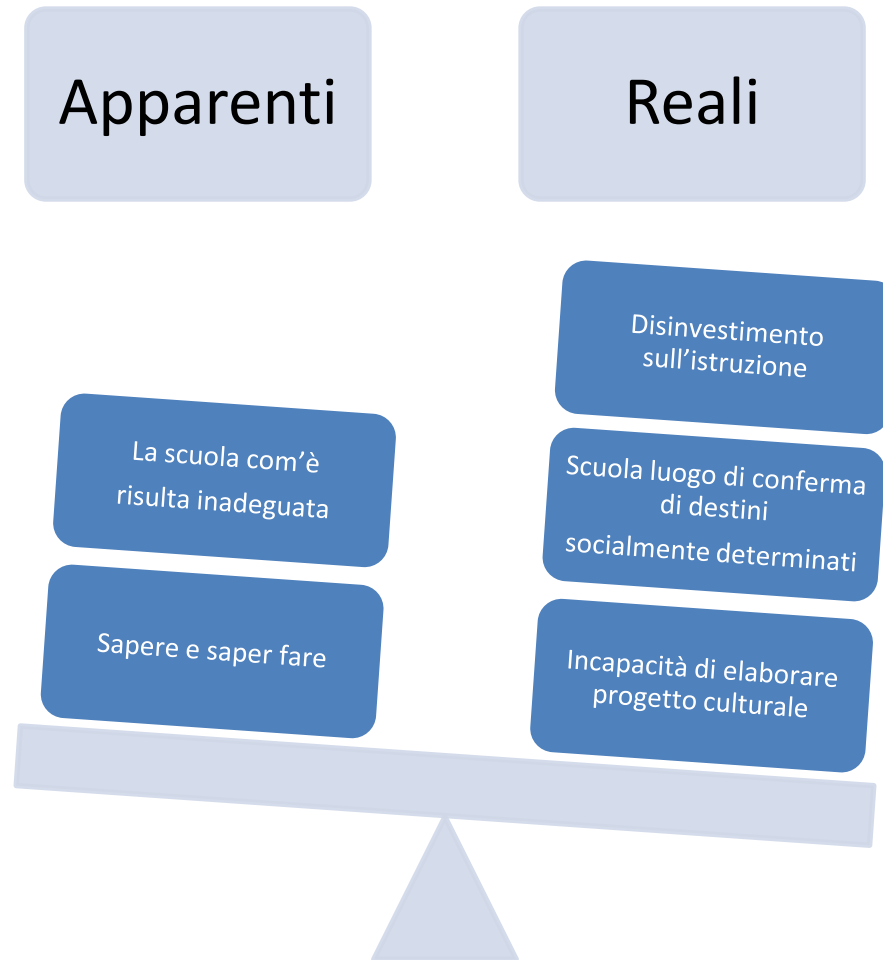 Apparenti
Reali
La scuola com’è
risulta inadeguata
Sapere e saper fare
Disinvestimento
sull’istruzione
Scuola luogo di conferma
di destini
socialmente determinati
Incapacità di elaborare
progetto culturale